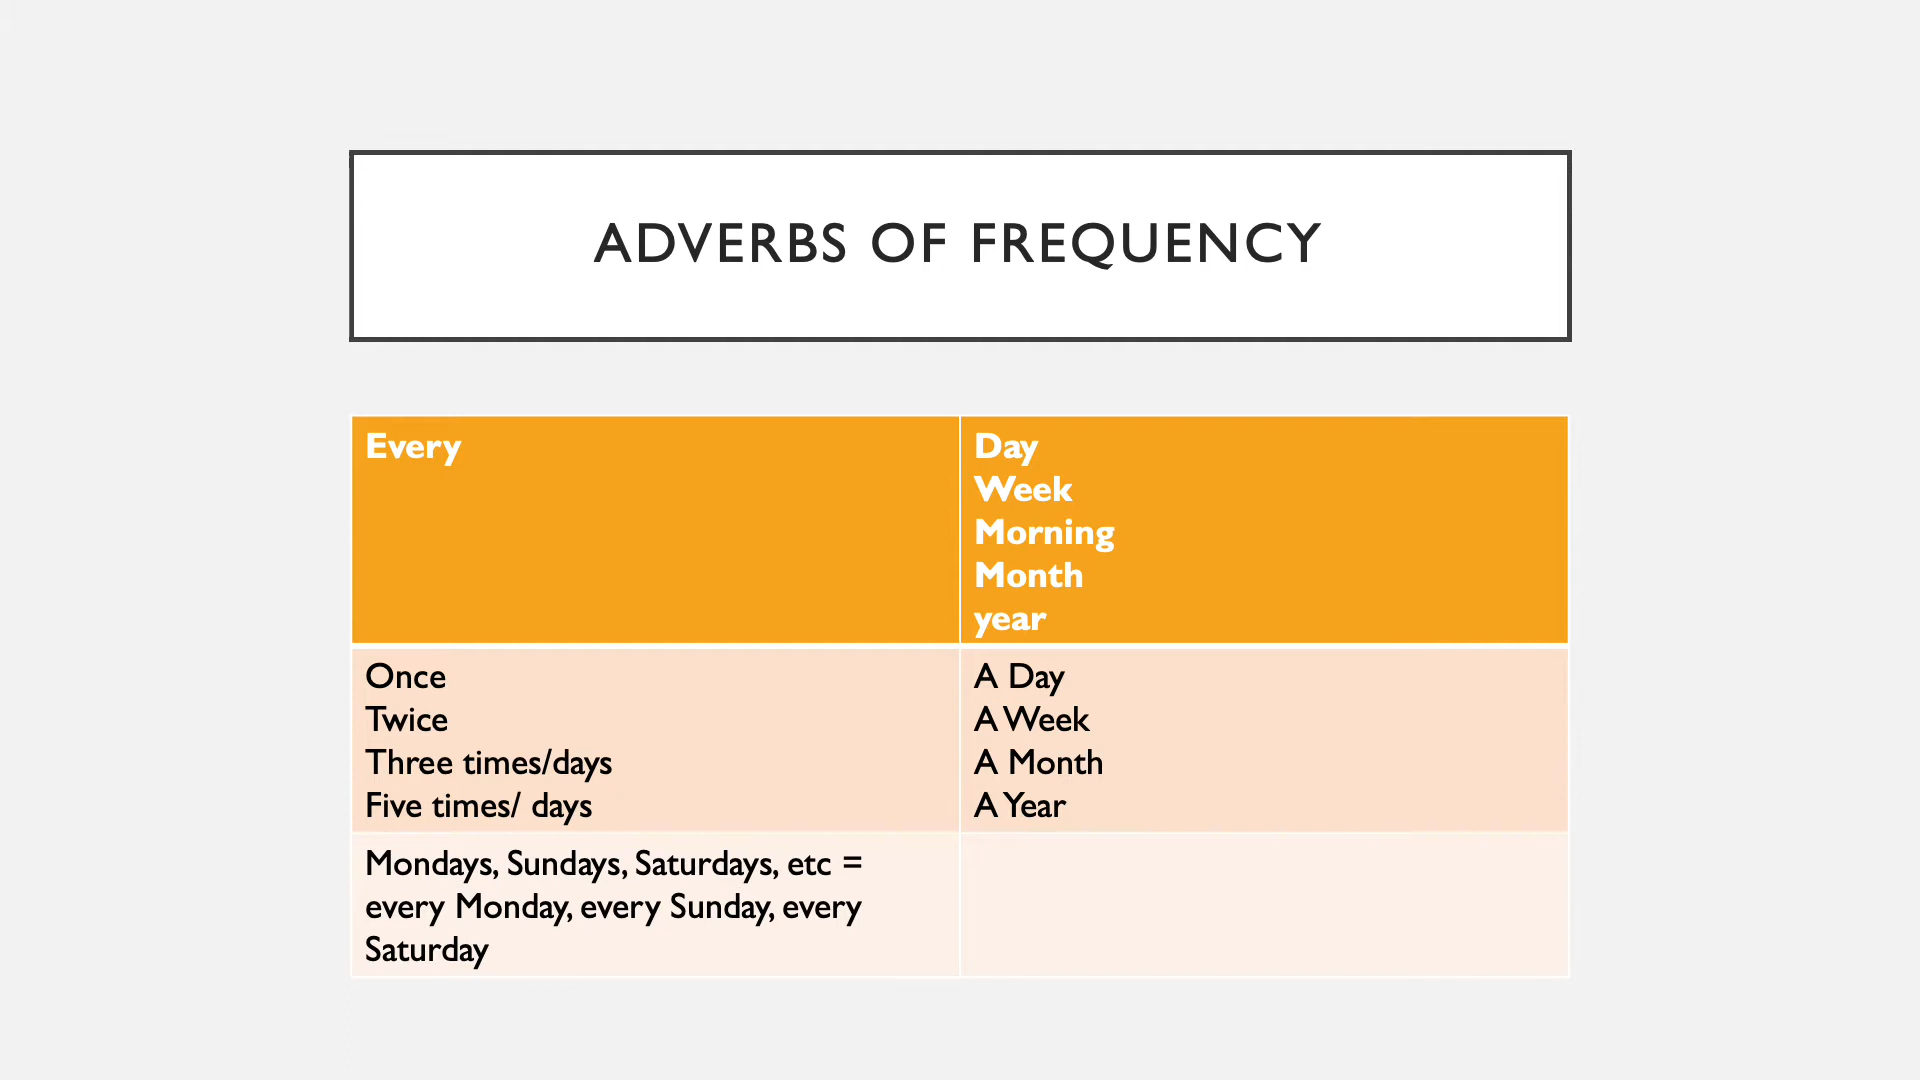 ADVERBS OF FREQUENCY
Every
Day
Week
Morning
Month
year
Once
Twice
Three times/days
Five times/ days
A Day
A Week
A Month
A Year
Mondays, Sundays, Saturdays, etc =
every Monday, every Sunday, every
Saturday